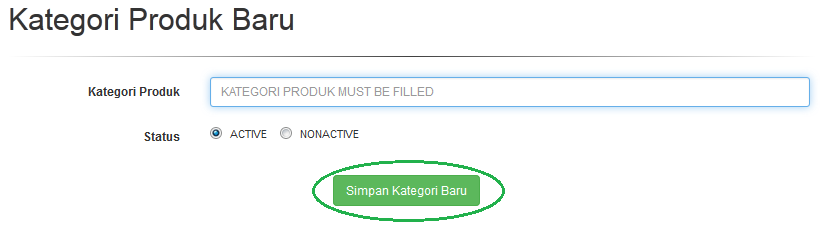 Kategori Produk Baru
Kategori Produk KATEGORI PRODUK MUST BE FILLED
Status ACTIVE NONACTIVE
Simpan Kategori Baru